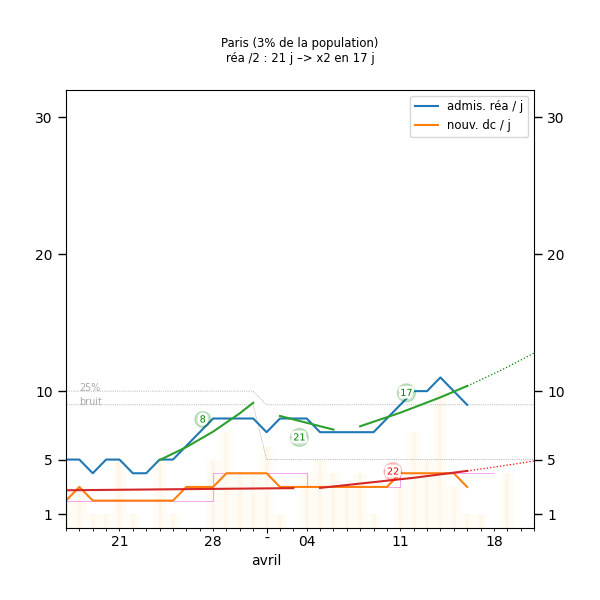 Paris (3% de la population)
réa /2 : 21 j –> x2 en 17 j
admis. réa / j
nouv. dc / j
30 30
20 20
10 10
5 5
1 1
25%
bruit
8
21
17
22
21 28 - 04 11 18
avril